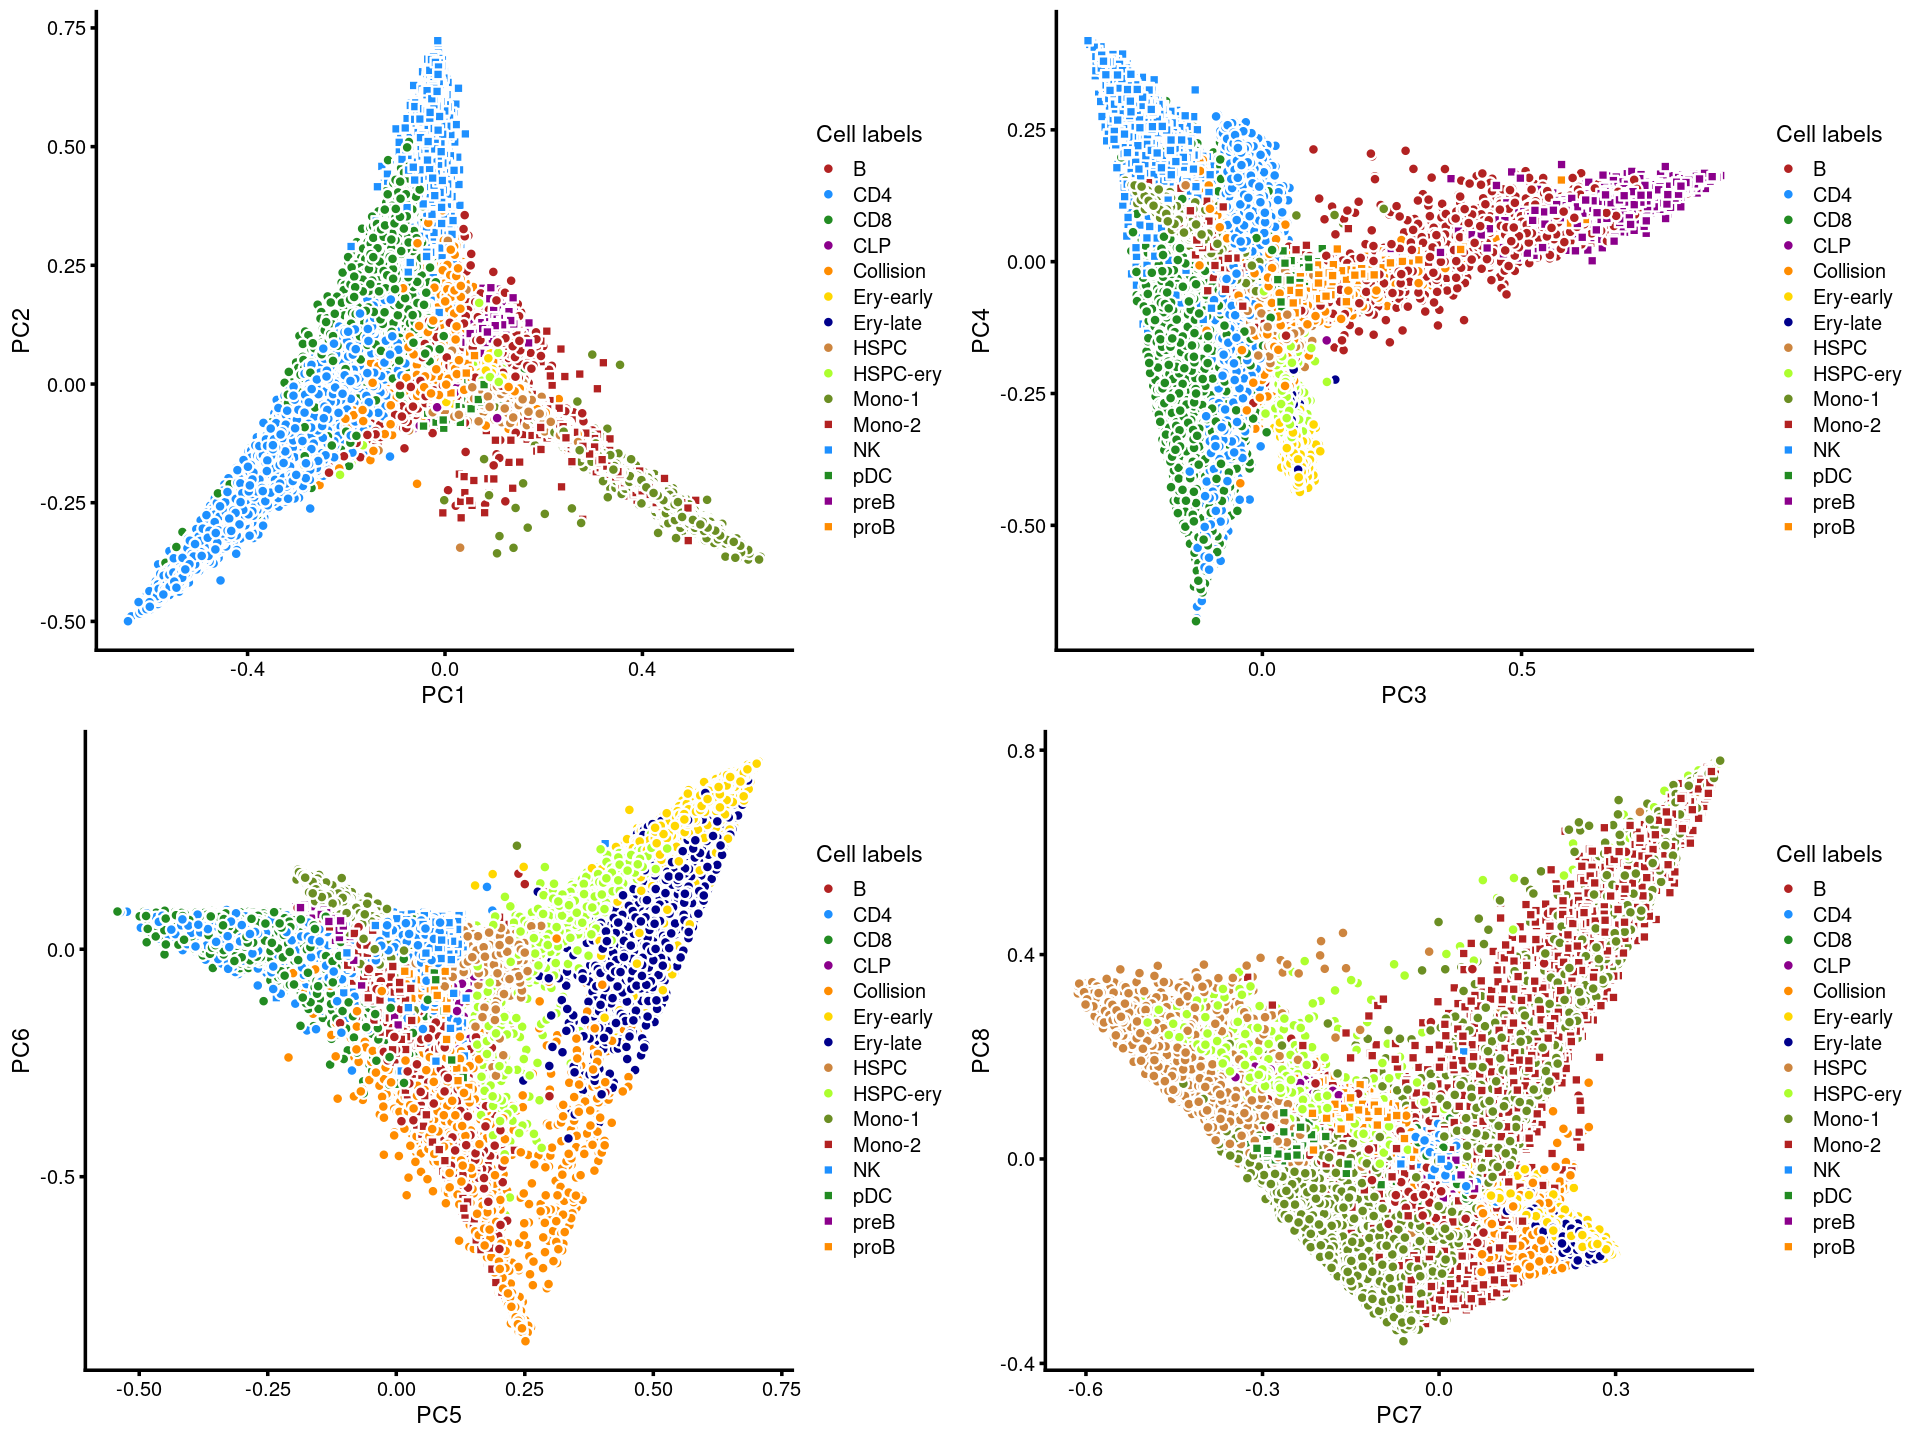 0.75
0.50
0.25
0.00
-0.25
-0.50
PC2
-0.4
0.0
0.4
PC1
Cell labels
B
CD4
CD8
CLP
Collision
Ery-early
Ery-late
HSPC
HSPC-ery
Mono-1
Mono-2
NK
pDC
preB
proB
0.25
0.00
-0.25
-0.50
PC4
0.0
0.5
PC3
Cell labels
B
CD4
CD8
CLP
Collision
Ery-early
Ery-late
HSPC
HSPC-ery
Mono-1
Mono-2
NK
pDC
preB
proB
0.0
-0.5
PC6
-0.50
-0.25
0.00
0.25
0.50
0.75
PC5
Cell labels
B
CD4
CD8
CLP
Collision
Ery-early
Ery-late
HSPC
HSPC-ery
Mono-1
Mono-2
NK
pDC
preB
proB
0.8
0.4
0.0
-0.4
PC8
-0.6
-0.3
0.0
0.3
PC7
Cell labels
B
CD4
CD8
CLP
Collision
Ery-early
Ery-late
HSPC
HSPC-ery
Mono-1
Mono-2
NK
pDC
preB
proB